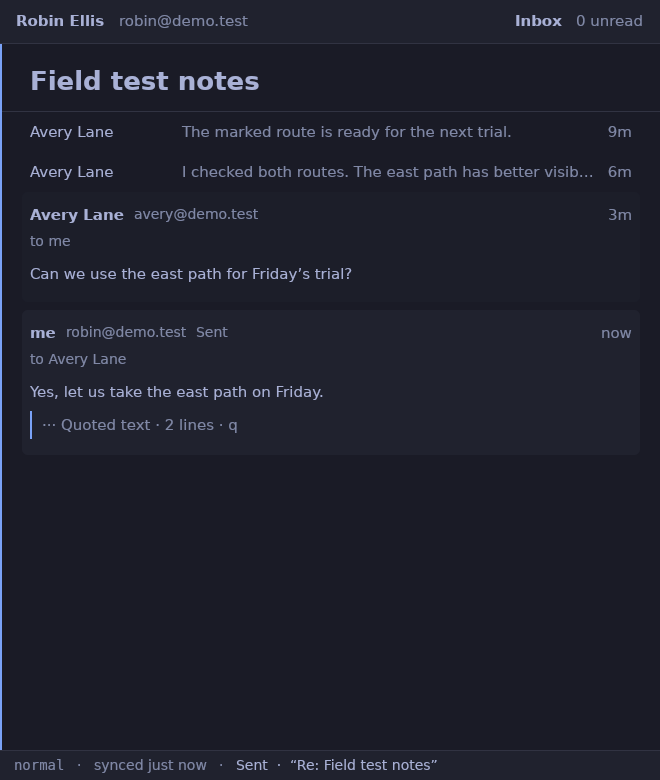 Robin Ellis robin@demo.test Inbox 0 unread
Field test notes
Avery Lane The marked route is ready for the next trial. 9m
Avery Lane I checked both routes. The east path has better visib… 6m
Avery Lane avery@demo.test 3m
to me
Can we use the east path for Friday’s trial?
me robin@demo.test Sent now
to Avery Lane
Yes, let us take the east path on Friday.
··· Quoted text · 2 lines · q
normal · synced just now · Sent · “Re: Field test notes”